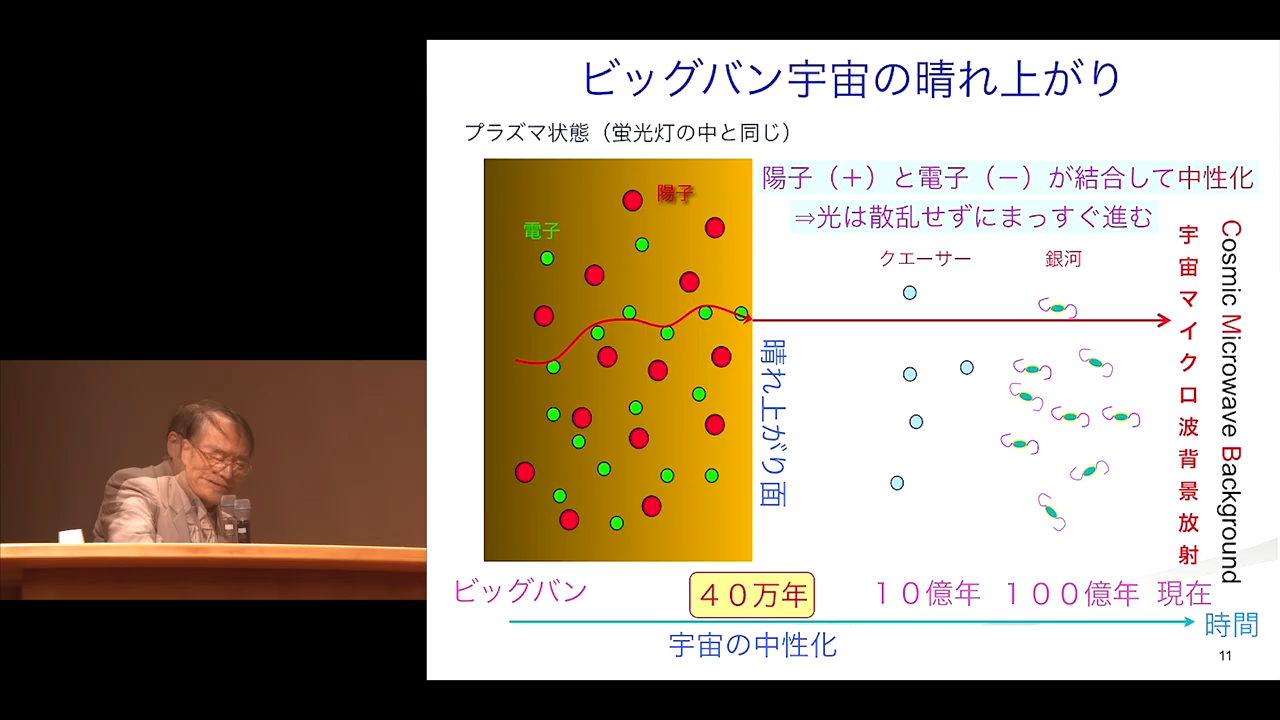 ビッグバン宇宙の晴れ上がり
プラズマ状態（蛍光灯の中と同じ）
陽子（＋）と電子（－）が結合して中性化
⇒光は散乱せずにまっすぐ進む
陽子
電子
クエーサー
銀河
晴れ上がり面
宇宙マイクロ波背景放射
Cosmic Microwave Background
ビッグバン
４０万年
１０億年
１００億年
現在
時間
宇宙の中性化
11